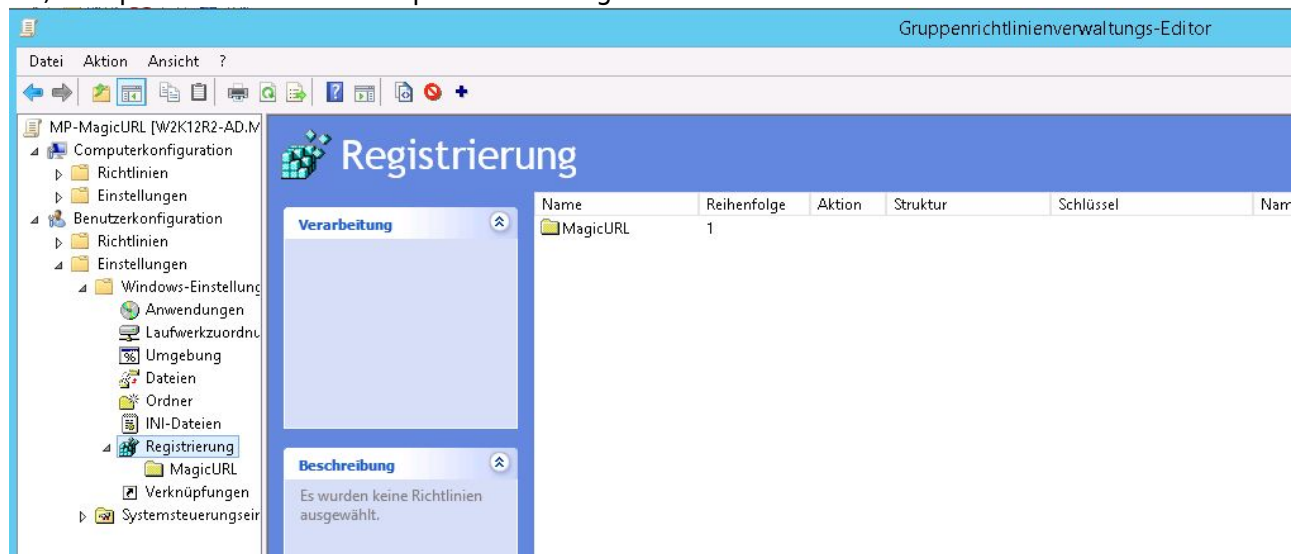 Gruppenrichtlinienverwaltungs-Editor
Datei Aktion Ansicht ?
MP-MagicURL [W2K12R2-AD.M
Computerkonfiguration
Richtlinien
Einstellungen
Benutzerkonfiguration
Richtlinien
Einstellungen
Windows-Einstellung
Anwendungen
Laufwerkzuordnu
Umgebung
Dateien
Ordner
INI-Dateien
Registrierung
MagicURL
Verknüpfungen
Systemsteuerungsein
Registrierung
Verarbeitung
Beschreibung
Es wurden keine Richtlinien
ausgewählt.
Name Reihenfolge Aktion Struktur Schlüssel Nam
MagicURL 1